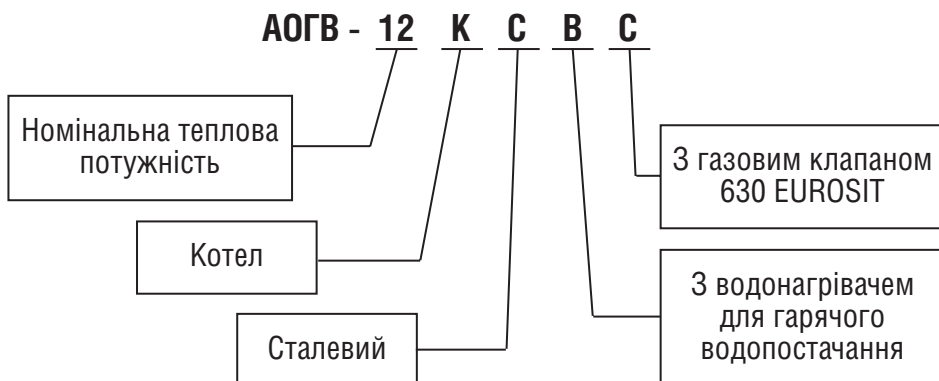 АОГВ - 12 К С В С
Номінальна теплова
потужність
Котел
Сталевий
З газовим клапаном
630 EUROSIT
З водонагрівачем
для гарячого
водопостачання